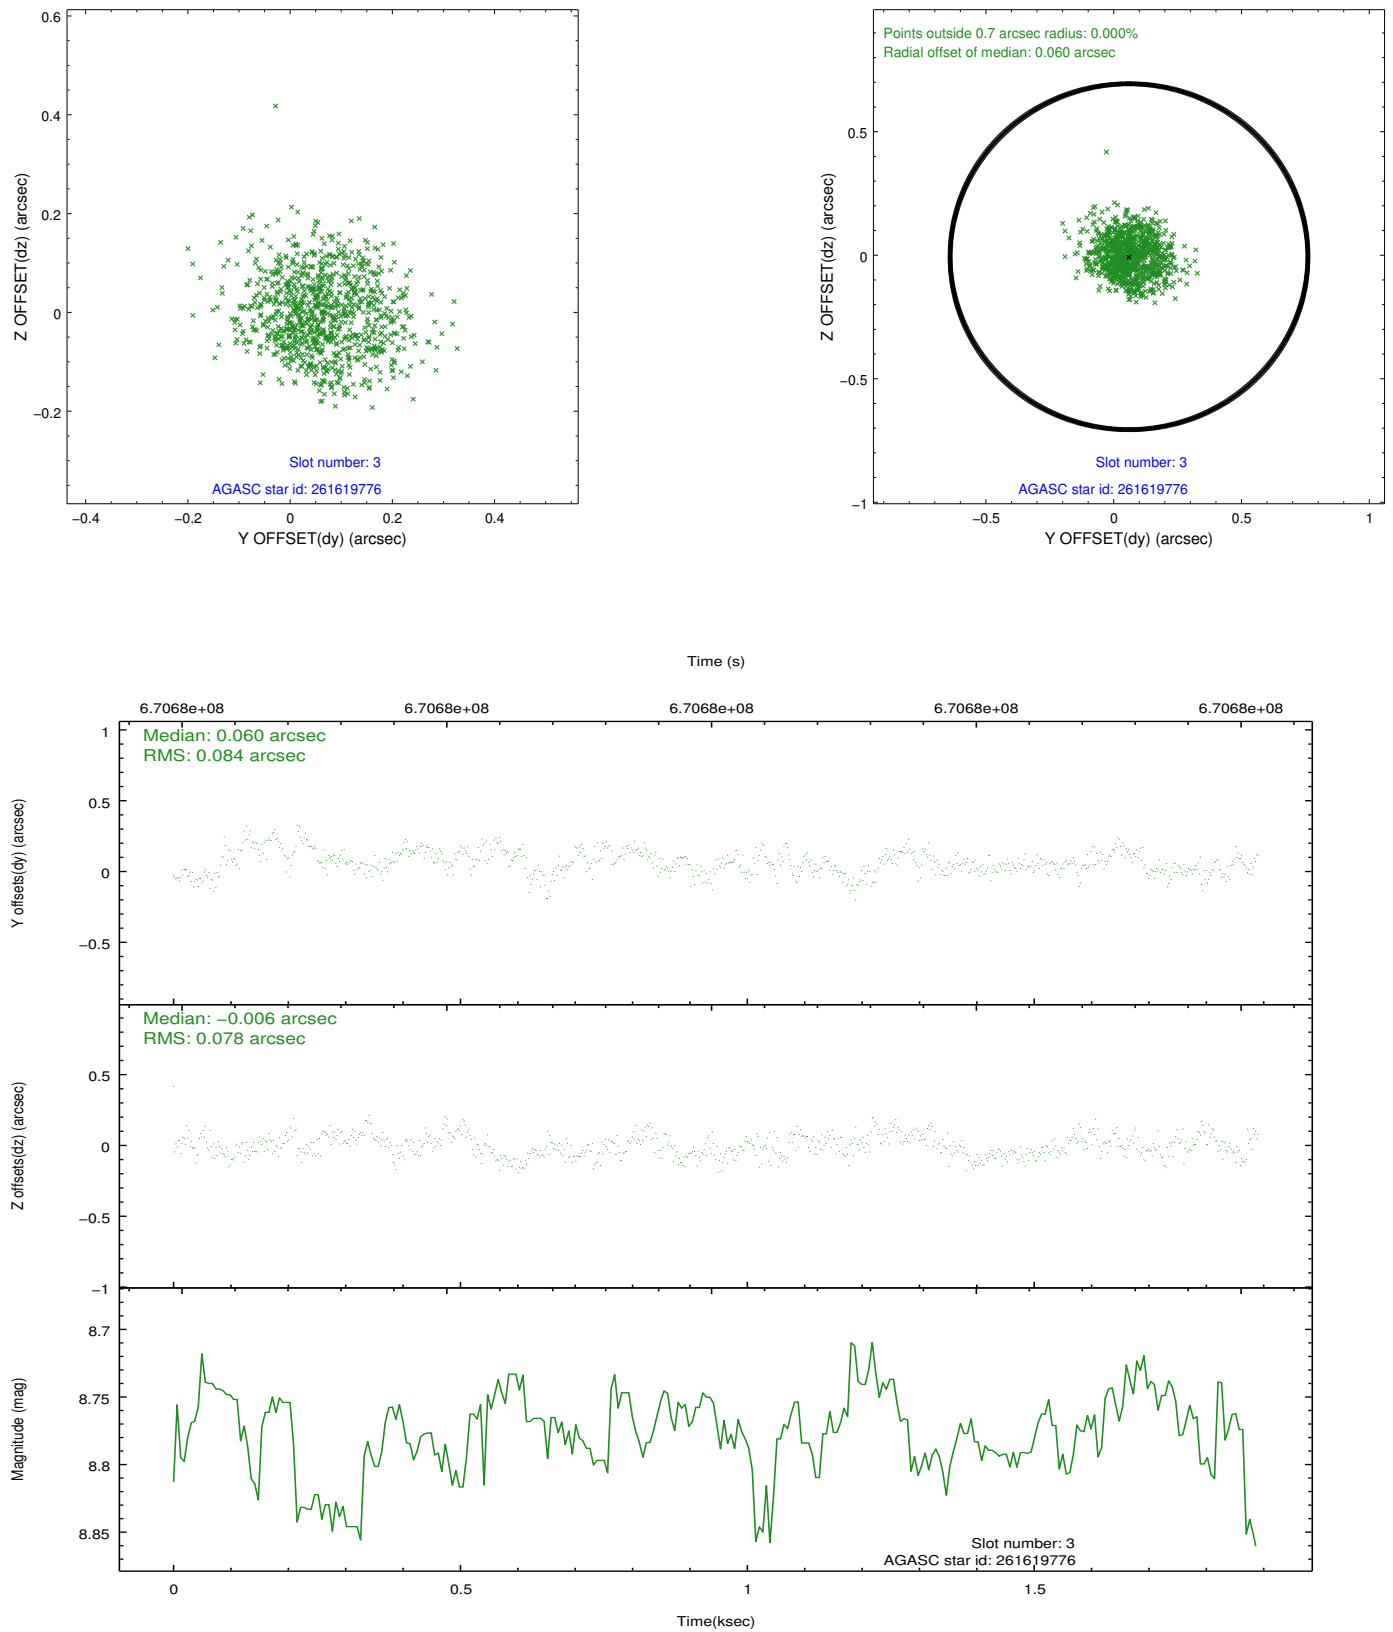 0.6
0.4
0.2
0
−0.2
Z OFFSET(dz) (arcsec)
Slot number: 3
AGASC star id: 261619776
−0.4 −0.2 0 0.2 0.4
Y OFFSET(dy) (arcsec)
Points outside 0.7 arcsec radius: 0.000%
Radial offset of median: 0.060 arcsec
0.5
0
−0.5
−1
Z OFFSET(dz) (arcsec)
Slot number: 3
AGASC star id: 261619776
−0.5 0 0.5 1
Y OFFSET(dy) (arcsec)
Time (s)
6.7068e+08 6.7068e+08 6.7068e+08 6.7068e+08 6.7068e+08
Median: 0.060 arcsec
RMS: 0.084 arcsec
1
0.5
0
−0.5
Y offsets(dy) (arcsec)
Median: −0.006 arcsec
RMS: 0.078 arcsec
0.5
0
−0.5
−1
Z offsets(dz) (arcsec)
8.7
8.75
8.8
8.85
Magnitude (mag)
Slot number: 3
AGASC star id: 261619776
0 0.5 1 1.5
Time(ksec)